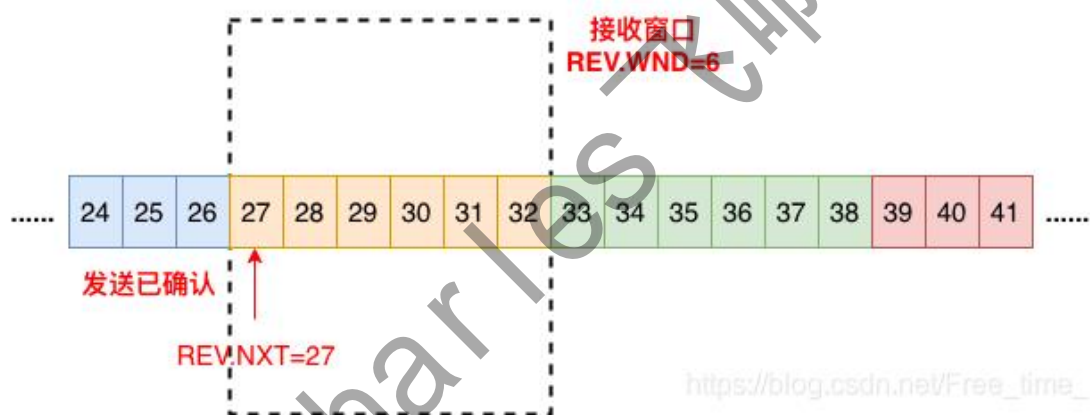 接收窗口
REV.WND=6
...... 24 25 26 27 28 29 30 31 32 33 34 35 36 37 38 39 40 41 ......
发送已确认
REV.NXT=27
https://blog.csdn.net/Free_time_
harles 飞